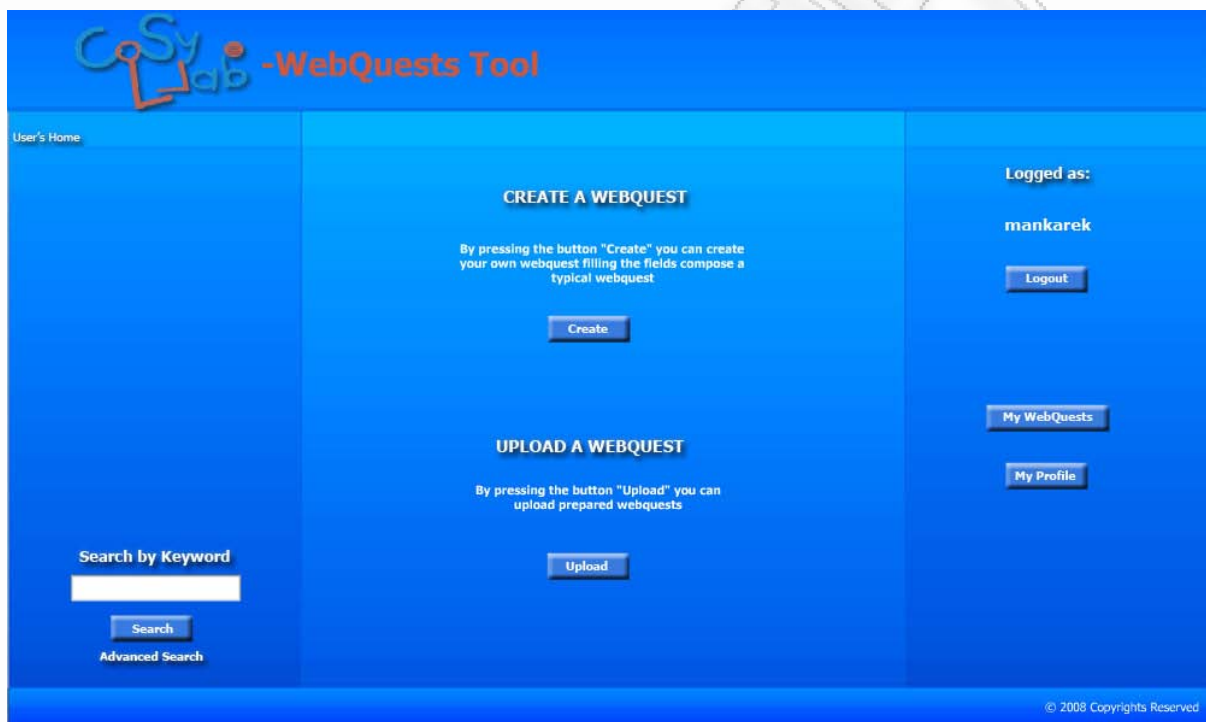 CoSy LLab -WebQuests Tool
User's Home
CREATE A WEBQUEST
By pressing the button "Create" you can create
your own webquest filling the fields compose a
typical webquest
Create
UPLOAD A WEBQUEST
By pressing the button "Upload" you can
upload prepared webquests
Upload
Search by Keyword
Search
Advanced Search
Logged as:
mankarek
Logout
My WebQuests
My Profile
© 2008 Copyrights Reserved